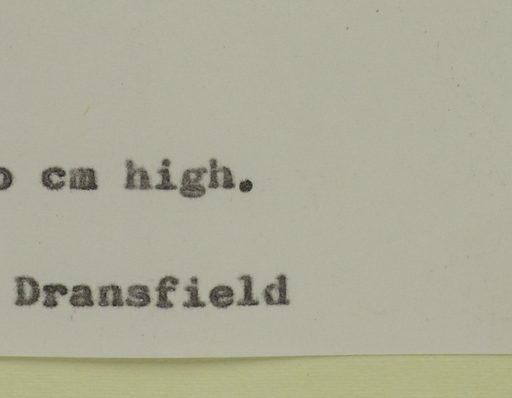 cm high.
Dransfield